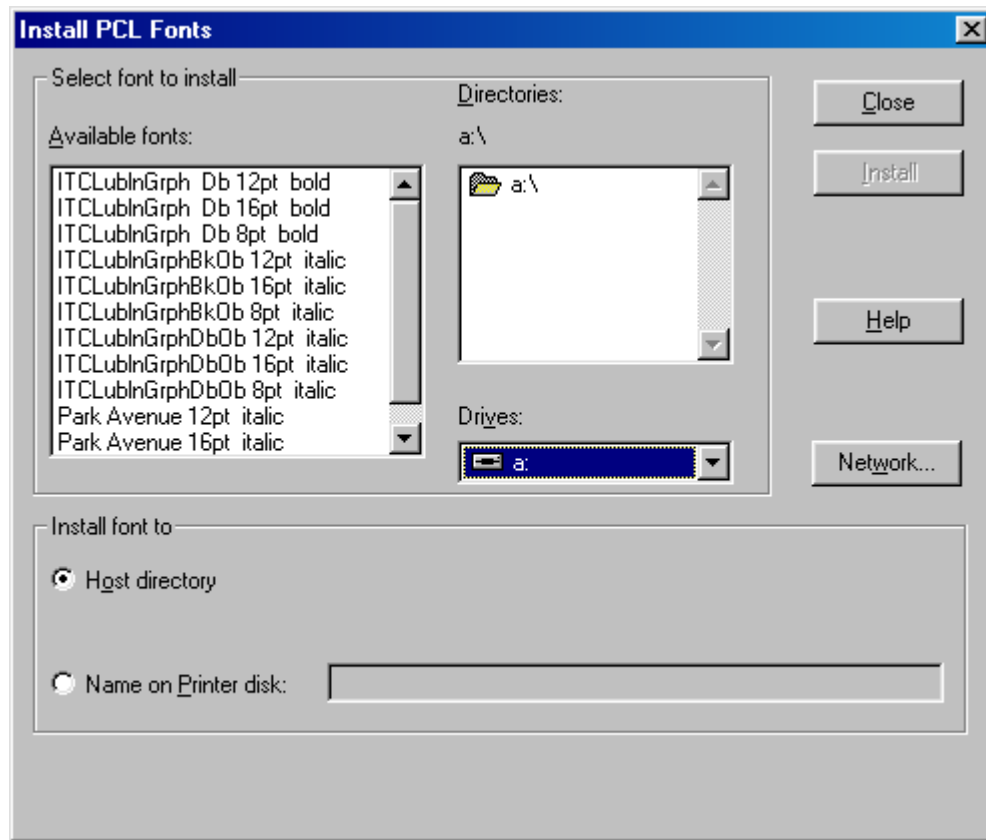 Install PCL Fonts
Select font to install
Available fonts:
ITCLublnGrph Db 12pt bold
ITCLublnGrph Db 16pt bold
ITCLublnGrph Db 8pt bold
ITCLublnGrphBkOb 12pt italic
ITCLublnGrphBkOb 16pt italic
ITCLublnGrphBkOb 8pt italic
ITCLublnGrphDbOb 12pt italic
ITCLublnGrphDbOb 16pt italic
ITCLublnGrphDbOb 8pt italic
Park Avenue 12pt italic
Park Avenue 16pt italic
Directories:
a:\
a:\
Drives:
a:
Close
Install
Help
Network...
Install font to
Host directory
Name on Printer disk: